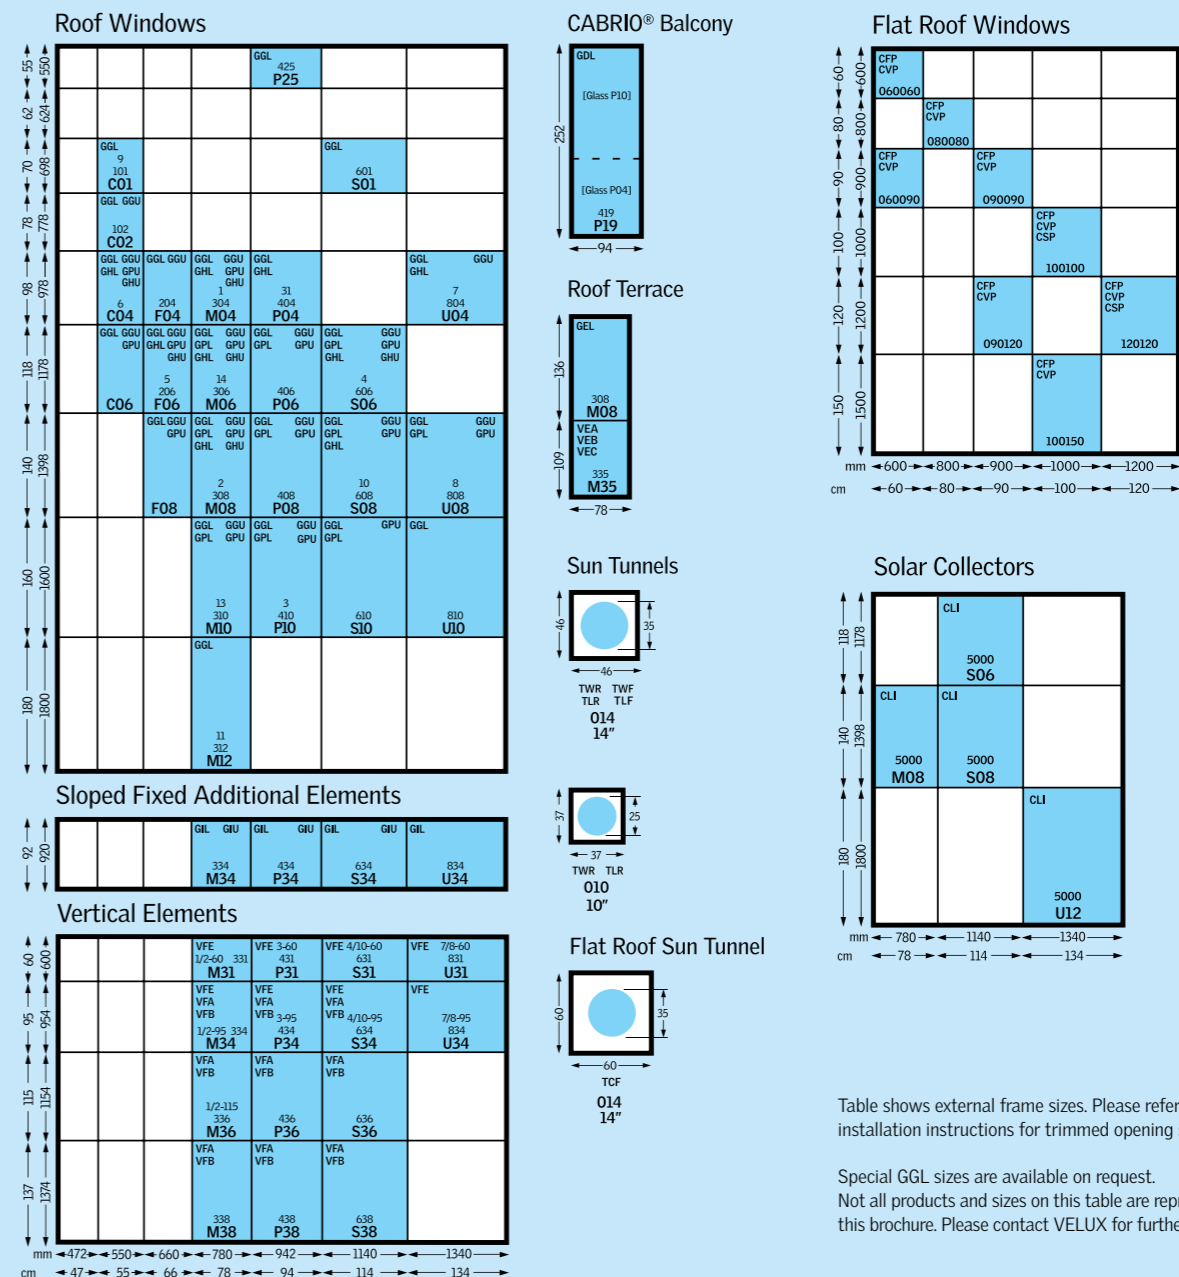 Roof Windows
55
550
GGL
425
P25
62
624
70
698
GGL
9
101
C01
GGL
601
S01
78
778
GGL GGU
102
C02
98
978
GGL GGU
GHL GPU
GHU
6
C04
GGL GGU
204
F04
GGL GGU
GHL GPU
GHU
1
304
M04
GGL
GHL
31
404
P04
GGL GGU
GHL
7
804
U04
118
1178
GGL GGU
GPU
C06
GGL GGU
GHL GPU
GHU
5
206
F06
GGL GGU
GPL GPU
GHL GHU
14
306
M06
GGL GGU
GPL GPU
406
P06
GGL GGU
GPL GPU
GHL GHU
4
606
S06
140
1398
GGL GGU
GPU
F08
GGL GGU
GPL GPU
GHL GHU
2
308
M08
GGL GGU
GPL GPU
408
P08
GGL GGU
GPL GPU
GHL
10
608
S08
GGL GGU
GPL GPU
8
808
U08
160
1600
GGL GGU
GPL GPU
13
310
M10
GGL GGU
GPL GPU
3
410
P10
GGL GPU
GPL
610
S10
GGL
810
U10
180
1800
GGL
11
312
M12
Sloped Fixed Additional Elements
92
920
GIL GIU
334
M34
GIL GIU
434
P34
GIL GIU
634
S34
GIL
834
U34
Vertical Elements
60
600
VFE
1/2-60 331
M31
VFE 3-60
431
P31
VFE 4/10-60
631
S31
VFE 7/8-60
831
U31
95
954
VFE
VFA
VFB
1/2-95 334
M34
VFE
VFA
VFB 3-95
434
P34
VFE
VFA
VFB 4/10-95
634
S34
VFE
7/8-95
834
U34
115
1154
VFA
VFB
1/2-115
336
M36
VFA
VFB
436
P36
VFA
VFB
636
S36
137
1374
VFA
VFB
338
M38
VFA
VFB
438
P38
VFA
VFB
638
S38
mm 472 550 660 780 942 1140 1340
cm 47 55 66 78 94 114 134
CABRIO® Balcony
252
GDL
[Glass P10]
[Glass P04]
419
P19
94
Roof Terrace
136
GEL
308
M08
109
VEA
VEB
VEC
335
M35
78
Sun Tunnels
46
35
46
TWR TWF
TLR TLF
014
14"
37
25
37
TWR TLR
010
10"
Flat Roof Sun Tunnel
60
35
60
TCF
014
14"
Flat Roof Windows
60
600
CFP
CVP
060060
80
800
CFP
CVP
080080
90
900
CFP
CVP
060090
CFP
CVP
090090
100
1000
CFP
CVP
CSP
100100
120
1200
CFP
CVP
090120
CFP
CVP
CSP
120120
150
1500
CFP
CVP
100150
mm 600 800 900 1000 1200
cm 60 80 90 100 120
Solar Collectors
118
1178
CLI
5000
S06
140
1398
CLI
5000
M08
CLI
5000
S08
180
1800
CLI
5000
U12
mm 780 1140 1340
cm 78 114 134
Table shows external frame sizes. Please refer
installation instructions for trimmed opening
Special GGL sizes are available on request.
Not all products and sizes on this table are rep
this brochure. Please contact VELUX for furthe